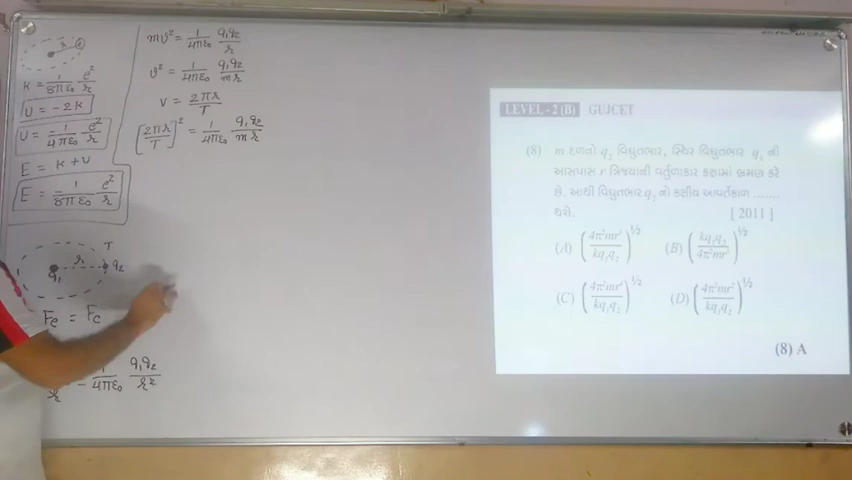 r e
K = 1/8πε₀ e²/r
U = -2K
U = -1/4πε₀ e²/r
E = K + U
E = -1/8πε₀ e²/r
r T
q₁ q₂
Fe = Fc
1/4πε₀ q₁q₂/r²
mv² = 1/4πε₀ q₁q₂/r
v² = 1/4πε₀ q₁q₂/mr
v = 2πr/T
[2πr/T]² = 1/4πε₀ q₁q₂/mr
LEVEL - 2 (B) GUJCET
(8) m દળનો q₂ વિદ્યુતભાર, સ્થિર વિદ્યુતભાર q₁ ની
આસપાસ r ત્રિજ્યાની વર્તુળાકાર કક્ષામાં ભ્રમણ કરે
છે. આથી વિદ્યુતભાર q₂ નો કક્ષીય આવર્તકાળ ........
થશે. [ 2011 ]
(A) (4π²mr³/kq₁q₂)^1/2 (B) (kq₁q₂/4π²mr³)^1/2
(C) (4π²mr⁴/kq₁q₂)^1/2 (D) (4π²mr²/kq₁q₂)^1/2
(8) A